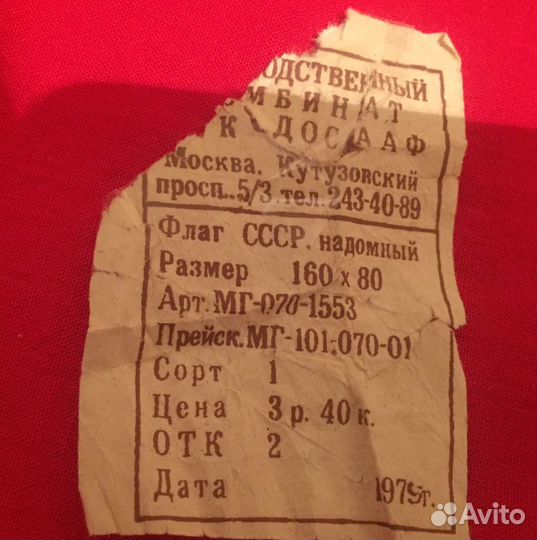 ОДСТВЕННЫЙ
МБИНАТ
К ДОСААФ
Москва, Кутузовский
просп. 5/3 тел. 243-40-89
Флаг СССР. надомный
Размер 160 х 80
Арт. МГ-070-1553
Прейск. МГ-101-070-01
Сорт 1
Цена 3 р. 40 к.
ОТК 2
Дата 1975г.
Avito